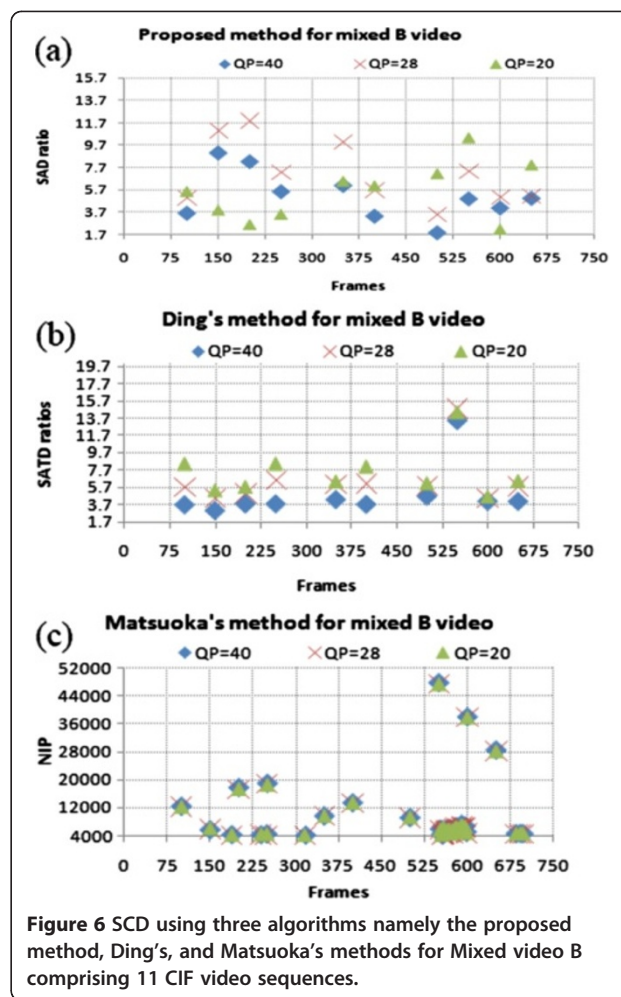 (a)
Proposed method for mixed B video
QP=40 QP=28 QP=20
SAD ratio
15.7
13.7
11.7
9.7
7.7
5.7
3.7
1.7
0 75 150 225 300 375 450 525 600 675 750
Frames
(b)
Ding's method for mixed B video
QP=40 QP=28 QP=20
SATD ratios
19.7
17.7
15.7
13.7
11.7
9.7
7.7
5.7
3.7
1.7
0 75 150 225 300 375 450 525 600 675 750
Frames
(c)
Matsuoka's method for mixed B video
QP=40 QP=28 QP=20
NIP
52000
44000
36000
28000
20000
12000
4000
0 75 150 225 300 375 450 525 600 675 750
Frames
Figure 6 SCD using three algorithms namely the proposed
method, Ding's, and Matsuoka's methods for Mixed video B
comprising 11 CIF video sequences.